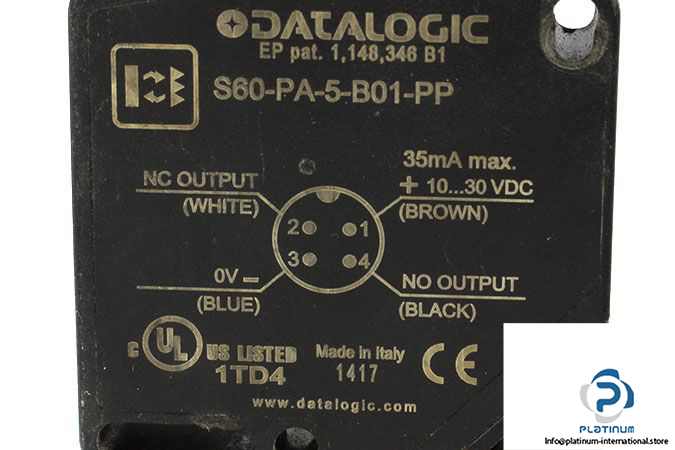 DATALOGIC
EP pat. 1,148,346 B1
S60-PA-5-B01-PP
35mA max.
NC OUTPUT
+ 10...30 VDC
(WHITE)
(BROWN)
2 1
3 4
0V
NO OUTPUT
(BLUE)
(BLACK)
C UL US LISTED
1TD4
Made in Italy
1417
CE
www.datalogic.com
PLATINUM
Info@platinum-international.store